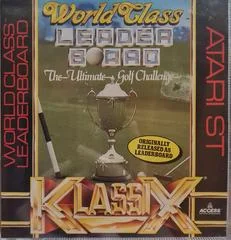 World Class
LEADER
BOARD
The Ultimate Golf Challenge
WORLD CLASS
LEADERBOARD
ATARI ST
ORIGINALLY
RELEASED AS
LEADERBOARD
KLASSIX
ACCESS